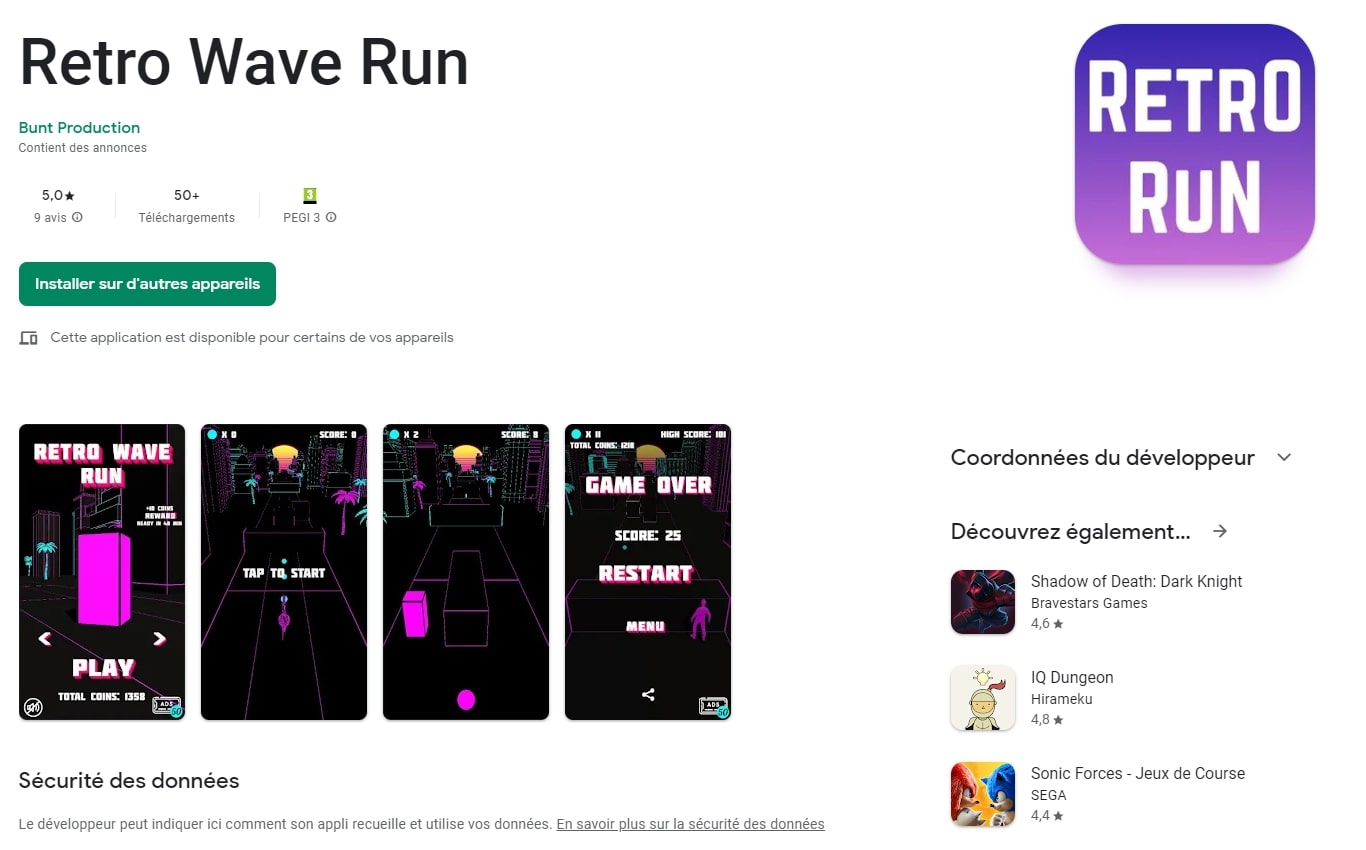 Retro Wave Run
RETRO
RUN
Bunt Production
Contient des annonces
5,0★
50+
3
9 avis
Téléchargements
PEGI 3
Installer sur d'autres appareils
Cette application est disponible pour certains de vos appareils
RETRO WAVE
RUN
+10 COINS
REWARD
PLAY
TOTAL COINS: 1358
ADS
50
X 0
SCORE: 0
TAP TO START
X 2
SCORE: 8
X 11
HIGH SCORE: 101
TOTAL COINS: 1218
GAME OVER
SCORE: 25
RESTART
MENU
ADS
50
Coordonnées du développeur
Découvrez également...
Shadow of Death: Dark Knight
Bravestars Games
4,6★
IQ Dungeon
Hirameku
4,8★
Sonic Forces - Jeux de Course
SEGA
4,4★
Sécurité des données
Le développeur peut indiquer ici comment son appli recueille et utilise vos données. En savoir plus sur la sécurité des données